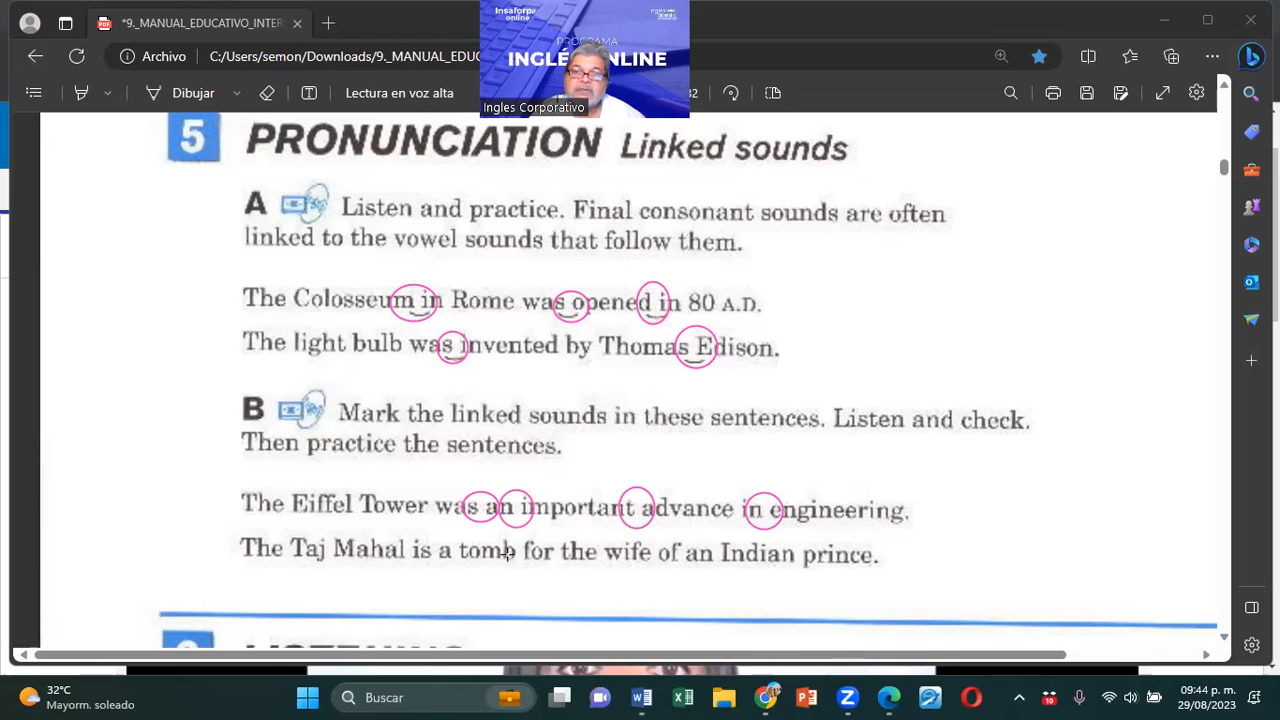 *9._MANUAL_EDUCATIVO_INTER
Insaforp
online
PROGRAMA
INGLÉS ONLINE
Ingles Corporativo
Archivo C:/Users/semon/Downloads/9._MANUAL_EDUC
Dibujar Lectura en voz alta
5 PRONUNCIATION Linked sounds
A Listen and practice. Final consonant sounds are often
linked to the vowel sounds that follow them.
The Colosseum in Rome was opened in 80 A.D.
The light bulb was invented by Thomas Edison.
B Mark the linked sounds in these sentences. Listen and check.
Then practice the sentences.
The Eiffel Tower was an important advance in engineering.
The Taj Mahal is a tomb for the wife of an Indian prince.
32°C
Mayorm. soleado
Buscar
10
09:44 p. m.
29/08/2023